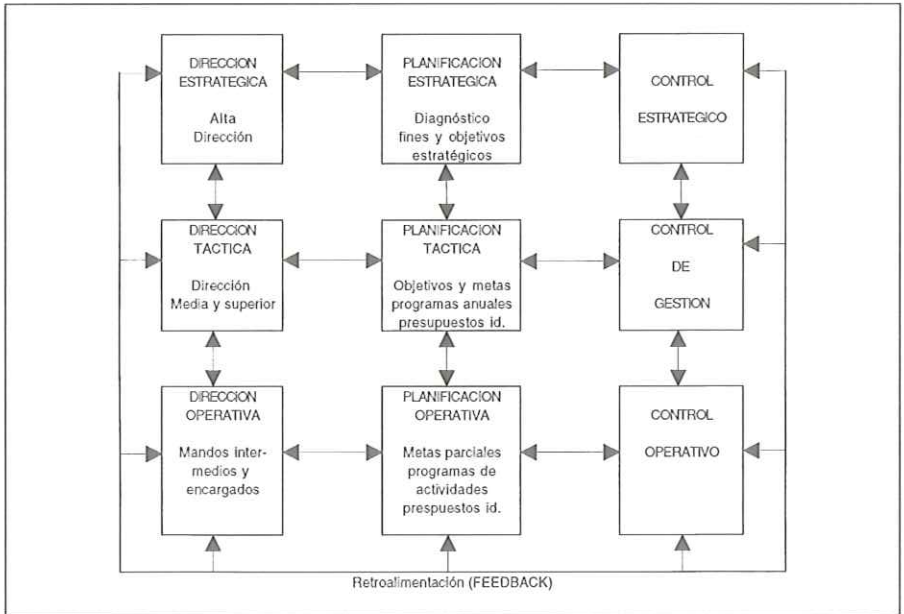 DIRECCION
ESTRATEGICA
Alta
Dirección
PLANIFICACION
ESTRATEGICA
Diagnóstico
fines y objetivos
estratégicos
CONTROL
ESTRATEGICO
DIRECCION
TACTICA
Dirección
Media y superior
PLANIFICACION
TACTICA
Objetivos y metas
programas anuales
presupuestos id.
CONTROL
DE
GESTION
DIRECCION
OPERATIVA
Mandos inter-
medios y
encargados
PLANIFICACION
OPERATIVA
Metas parciales
programas de
actividades
prespuestos id.
CONTROL
OPERATIVO
Retroalimentación (FEEDBACK)